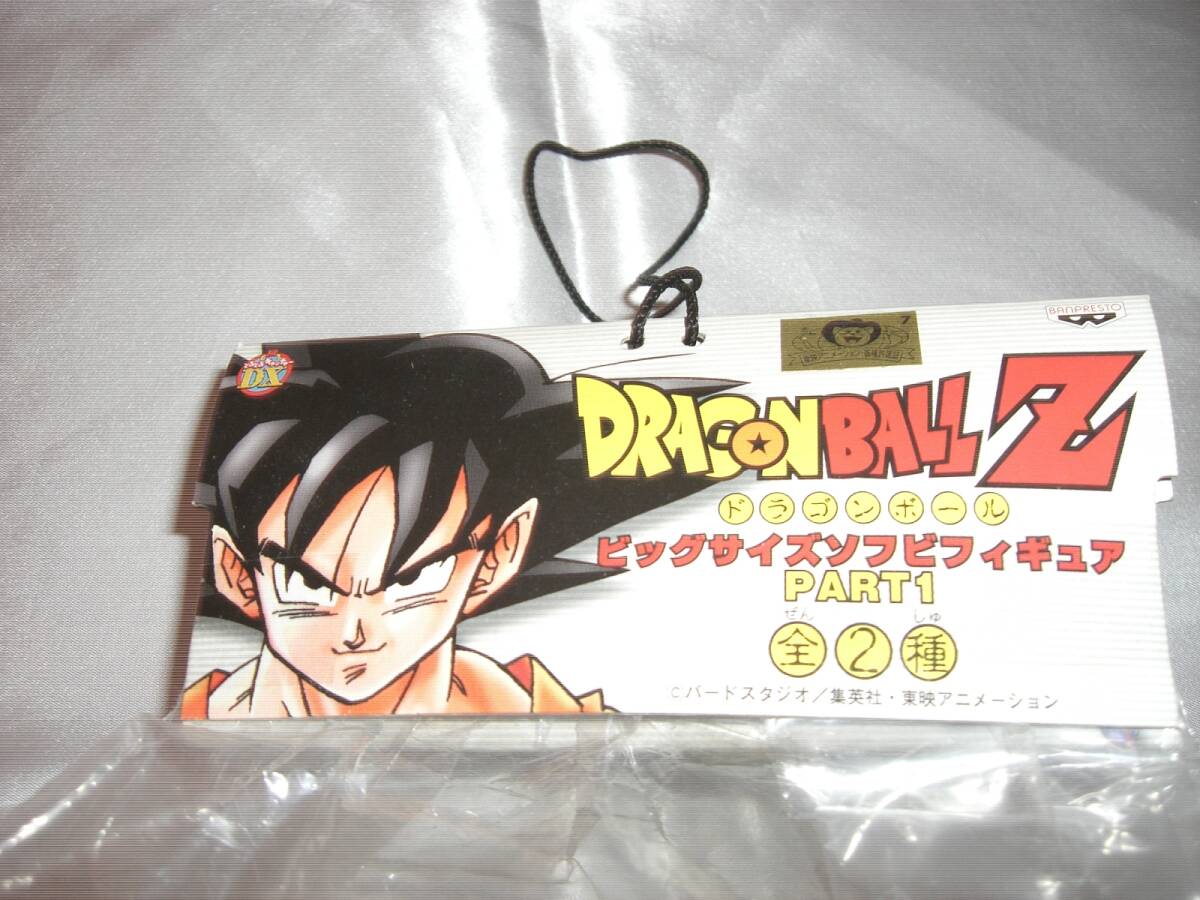 BANPRESTO
7
DX
DRAGONBALL Z
ドラゴンボール
ビッグサイズソフビフィギュア
PART1
ぜん しゅ
全2種
©バードスタジオ/集英社・東映アニメーション